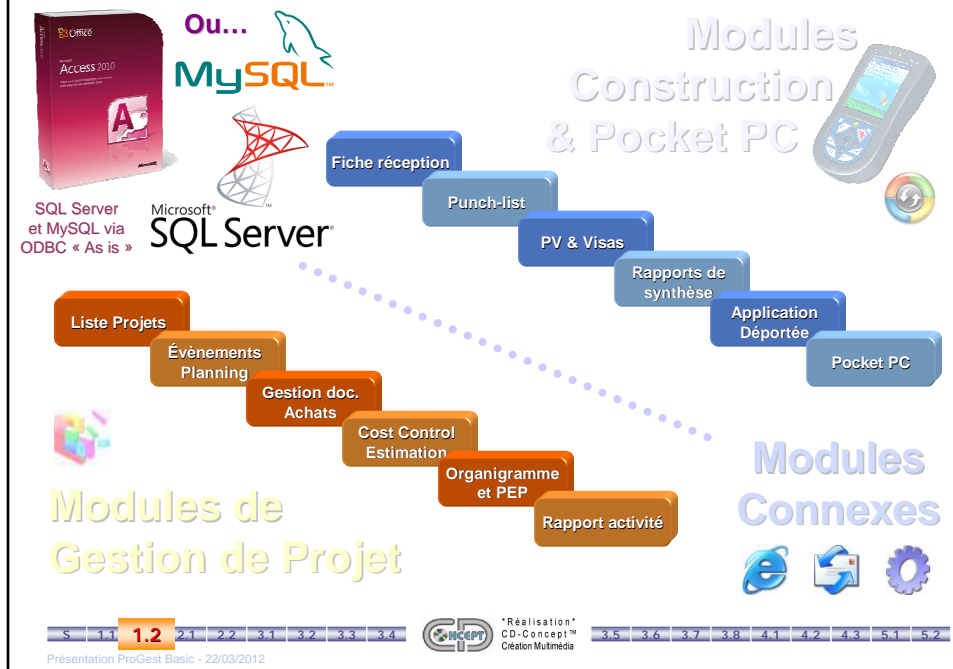 Office
Microsoft
Access 2010
Microsoft
Ou…
MySQL
TM
SQL Server
et MySQL via
ODBC « As is »
Microsoft®
SQL Server®
Modules
Construction
& Pocket PC
Fiche réception
Punch-list
PV & Visas
Rapports de
synthèse
Application
Déportée
Pocket PC
Liste Projets
Évènements
Planning
Gestion doc.
Achats
Cost Control
Estimation
Organigramme
et PEP
Rapport activité
Modules de
Gestion de Projet
Modules
Connexes
S 1.1 1.2 2.1 2.2 3.1 3.2 3.3 3.4
CONCEPT
"Réalisation"
CD-Concept™
Création Multimédia
3.5 3.6 3.7 3.8 4.1 4.2 4.3 5.1 5.2
Présentation ProGest Basic - 22/03/2012